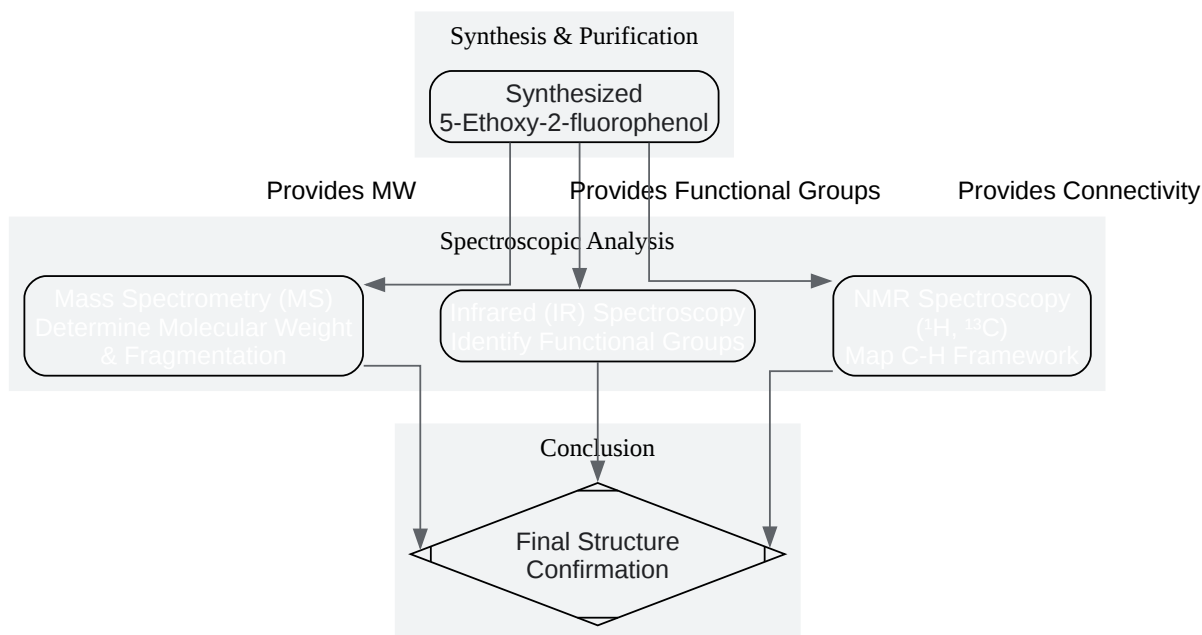 Synthesis & Purification
Synthesized
5-Ethoxy-2-fluorophenol
Provides MW
Provides Functional Groups
Provides Connectivity
Spectroscopic Analysis
Mass Spectrometry (MS)
Determine Molecular Weight
& Fragmentation
Infrared (IR) Spectroscopy
Identify Functional Groups
NMR Spectroscopy
(¹H, ¹³C)
Map C-H Framework
Conclusion
Final Structure
Confirmation